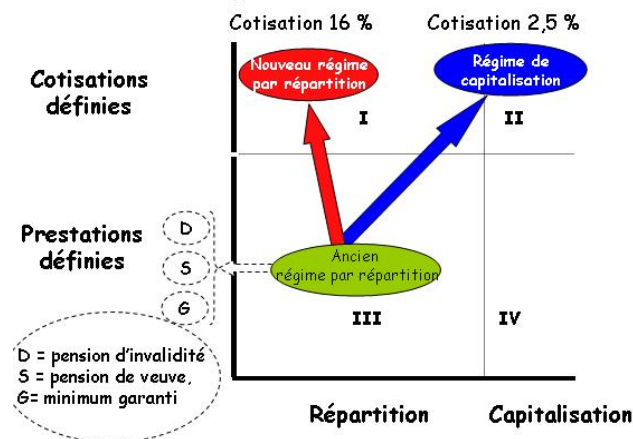 Cotisation 16 %
Cotisation 2,5 %
Cotisations
définies
Nouveau régime
par répartition
Régime de
capitalisation
I
II
Prestations
définies
D
S
G
Ancien
régime par répartition
III
IV
D = pension d'invalidité
S = pension de veuve,
G= minimum garanti
Répartition
Capitalisation